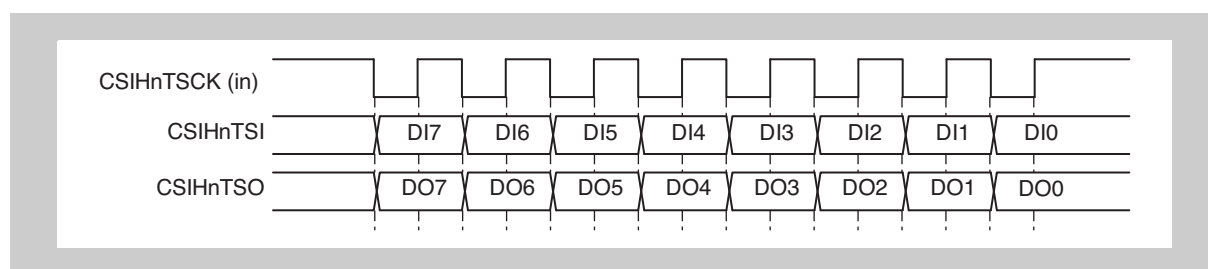 CSIHnTSCK (in)
CSIHnTSI DI7 DI6 DI5 DI4 DI3 DI2 DI1 DI0
CSIHnTSO DO7 DO6 DO5 DO4 DO3 DO2 DO1 DO0